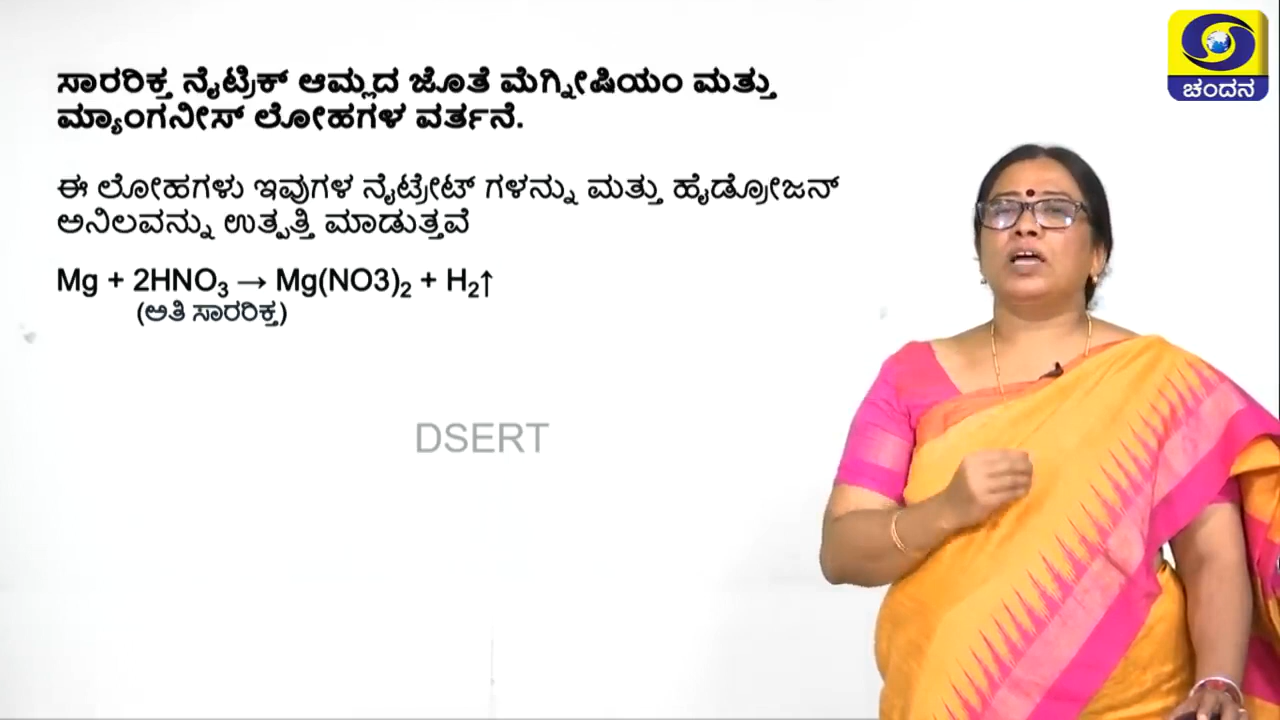 ಚಂದನ
ಸಾರರಿಕ್ತ ನೈಟ್ರಿಕ್ ಆಮ್ಲದ ಜೊತೆ ಮೆಗ್ನೀಷಿಯಂ ಮತ್ತು
ಮ್ಯಾಂಗನೀಸ್ ಲೋಹಗಳ ವರ್ತನೆ.
ಈ ಲೋಹಗಳು ಇವುಗಳ ನೈಟ್ರೇಟ್ ಗಳನ್ನು ಮತ್ತು ಹೈಡ್ರೋಜನ್
ಅನಿಲವನ್ನು ಉತ್ಪತ್ತಿ ಮಾಡುತ್ತವೆ
Mg + 2HNO₃ → Mg(NO3)₂ + H₂↑
(ಅತಿ ಸಾರರಿಕ್ತ)
DSERT